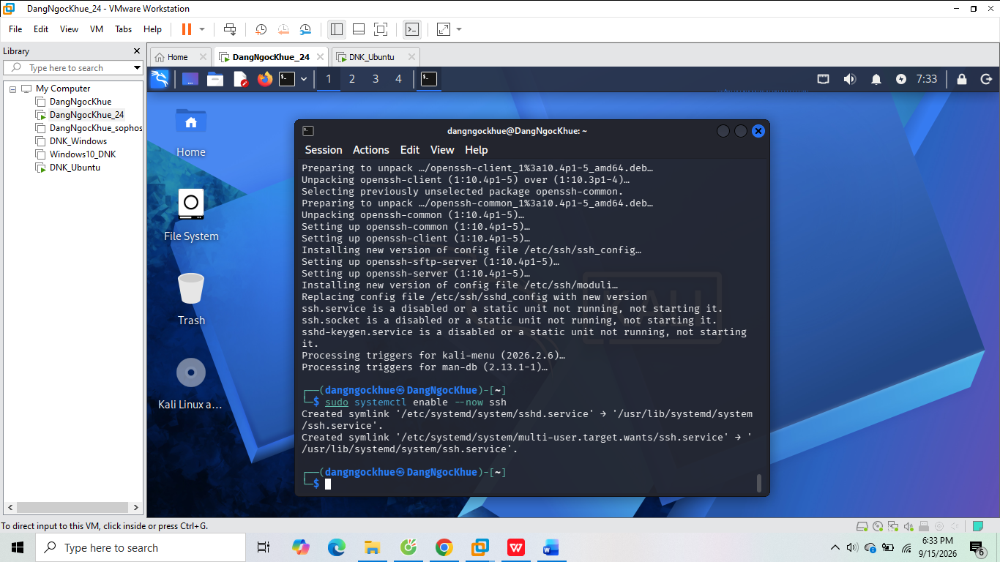 DangNgocKhue_24 - VMware Workstation
File Edit View VM Tabs Help
Library
Type here to search
My Computer
DangNgocKhue
DangNgocKhue_24
DangNgocKhue_sophos
DNK_Windows
Windows10_DNK
DNK_Ubuntu
Home
DangNgocKhue_24
DNK_Ubuntu
1 2 3 4
7:33
Home
File System
Trash
Kali Linux a…
dangngockhue@DangNgocKhue: ~
Session Actions Edit View Help
Preparing to unpack …/openssh-client_1%3a10.4p1-5_amd64.deb…
Unpacking openssh-client (1:10.4p1-5) over (1:10.3p1-4)…
Selecting previously unselected package openssh-common.
Preparing to unpack …/openssh-common_1%3a10.4p1-5_amd64.deb…
Unpacking openssh-common (1:10.4p1-5)…
Setting up openssh-common (1:10.4p1-5)…
Setting up openssh-client (1:10.4p1-5)…
Installing new version of config file /etc/ssh/ssh_config…
Setting up openssh-sftp-server (1:10.4p1-5)…
Setting up openssh-server (1:10.4p1-5)…
Installing new version of config file /etc/ssh/moduli…
Replacing config file /etc/ssh/sshd_config with new version
ssh.service is a disabled or a static unit not running, not starting it.
ssh.socket is a disabled or a static unit not running, not starting it.
sshd-keygen.service is a disabled or a static unit not running, not starting
it.
Processing triggers for kali-menu (2026.2.6)…
Processing triggers for man-db (2.13.1-1)…
┌──(dangngockhue㉿DangNgocKhue)-[~]
└─$ sudo systemctl enable --now ssh
Created symlink '/etc/systemd/system/sshd.service' → '/usr/lib/systemd/system
/ssh.service'.
Created symlink '/etc/systemd/system/multi-user.target.wants/ssh.service' → '
/usr/lib/systemd/system/ssh.service'.
┌──(dangngockhue㉿DangNgocKhue)-[~]
└─$
KALI
To direct input to this VM, click inside or press Ctrl+G.
Type here to search
6:33 PM
9/15/2026
6